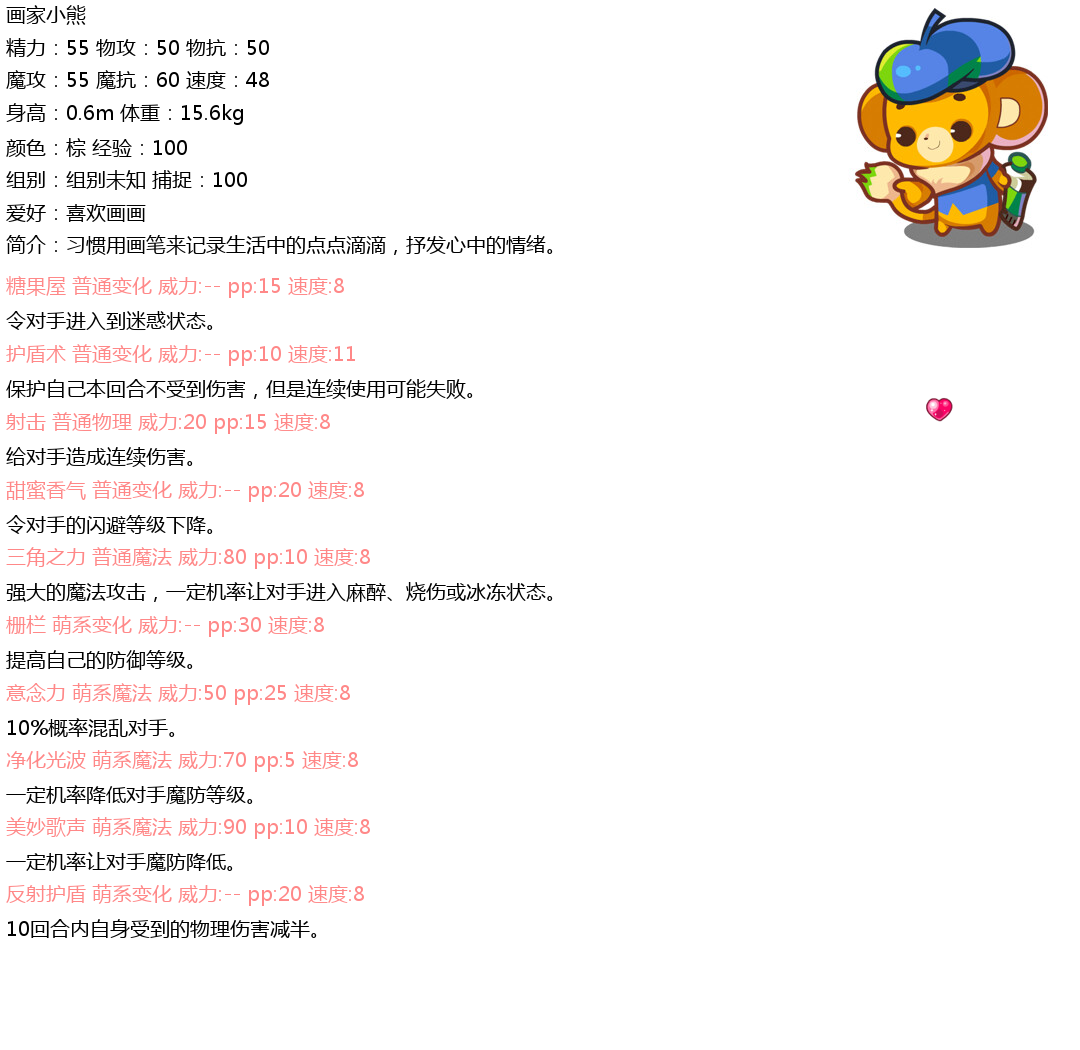 画家小熊
精力：55 物攻：50 物抗：50
魔攻：55 魔抗：60 速度：48
身高：0.6m 体重：15.6kg
颜色：棕 经验：100
组别：组别未知 捕捉：100
爱好：喜欢画画
简介：习惯用画笔来记录生活中的点点滴滴，抒发心中的情绪。
糖果屋 普通变化 威力:-- pp:15 速度:8
令对手进入到迷惑状态。
护盾术 普通变化 威力:-- pp:10 速度:11
保护自己本回合不受到伤害，但是连续使用可能失败。
射击 普通物理 威力:20 pp:15 速度:8
给对手造成连续伤害。
甜蜜香气 普通变化 威力:-- pp:20 速度:8
令对手的闪避等级下降。
三角之力 普通魔法 威力:80 pp:10 速度:8
强大的魔法攻击，一定机率让对手进入麻醉、烧伤或冰冻状态。
栅栏 萌系变化 威力:-- pp:30 速度:8
提高自己的防御等级。
意念力 萌系魔法 威力:50 pp:25 速度:8
10%概率混乱对手。
净化光波 萌系魔法 威力:70 pp:5 速度:8
一定机率降低对手魔防等级。
美妙歌声 萌系魔法 威力:90 pp:10 速度:8
一定机率让对手魔防降低。
反射护盾 萌系变化 威力:-- pp:20 速度:8
10回合内自身受到的物理伤害减半。